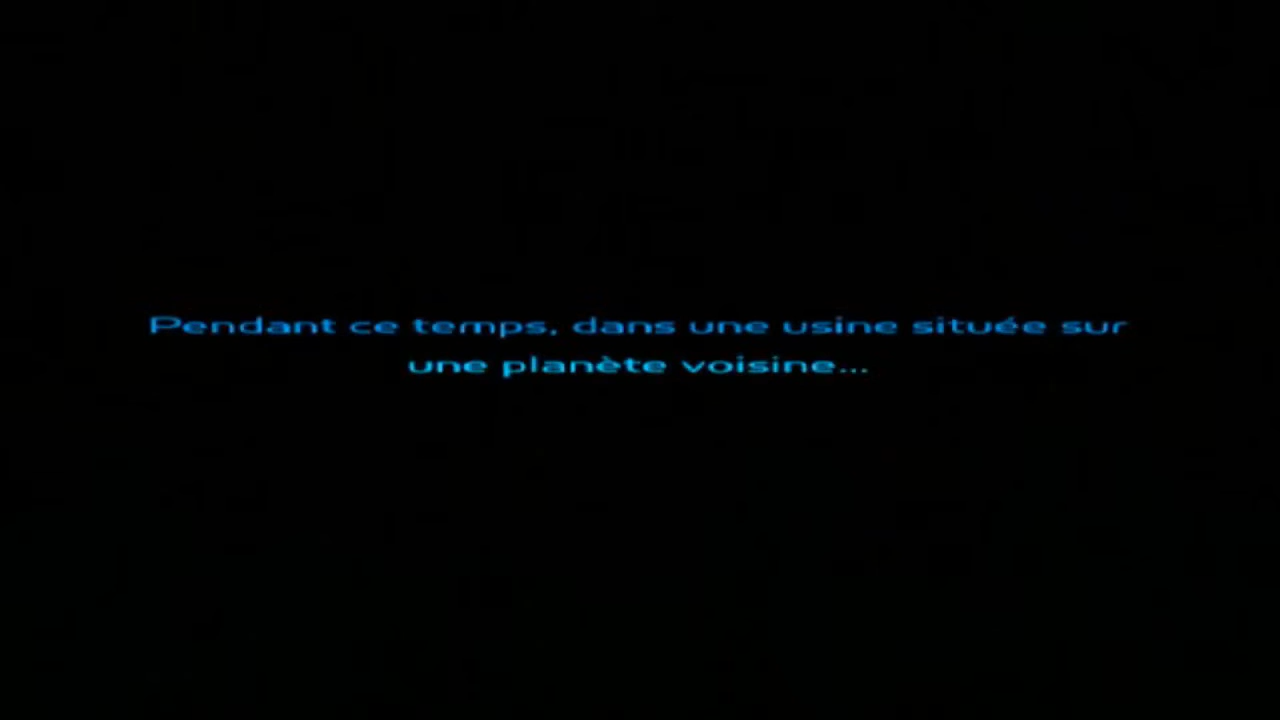 Pendant ce temps, dans une usine située sur
une planète voisine...